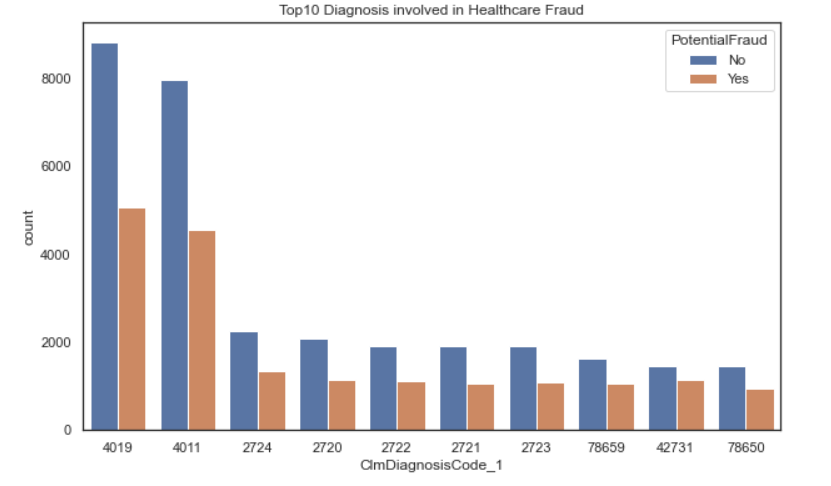 Top10 Diagnosis involved in Healthcare Fraud
PotentialFraud
No
Yes
8000
6000
4000
2000
0
count
4019 4011 2724 2720 2722 2721 2723 78659 42731 78650
ClmDiagnosisCode_1